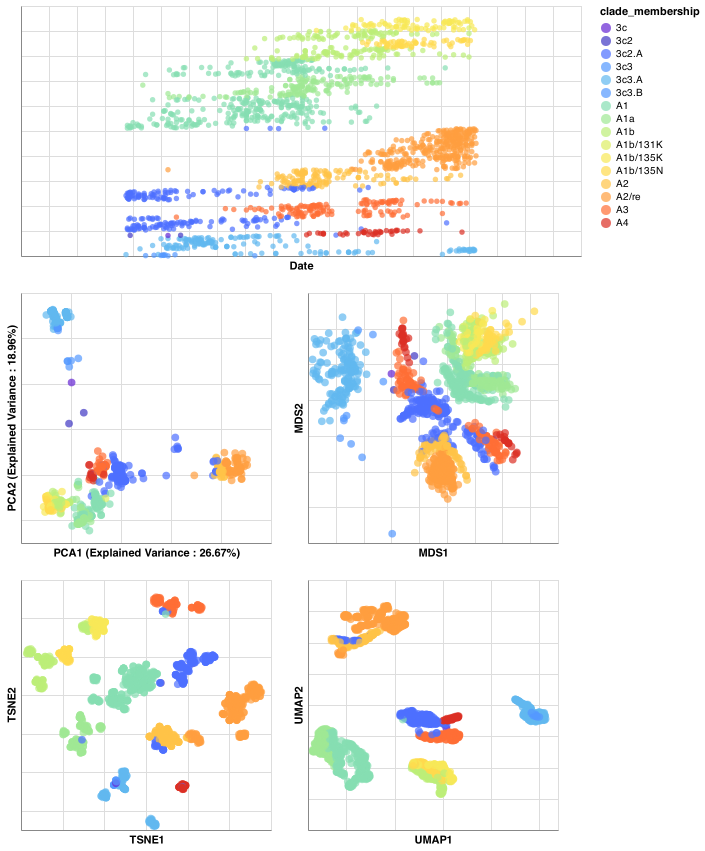 clade_membership
3c
3c2
3c2.A
3c3
3c3.A
3c3.B
A1
A1a
A1b
A1b/131K
A1b/135K
A1b/135N
A2
A2/re
A3
A4
Date
PCA2 (Explained Variance : 18.96%)
PCA1 (Explained Variance : 26.67%)
MDS2
MDS1
TSNE2
TSNE1
UMAP2
UMAP1